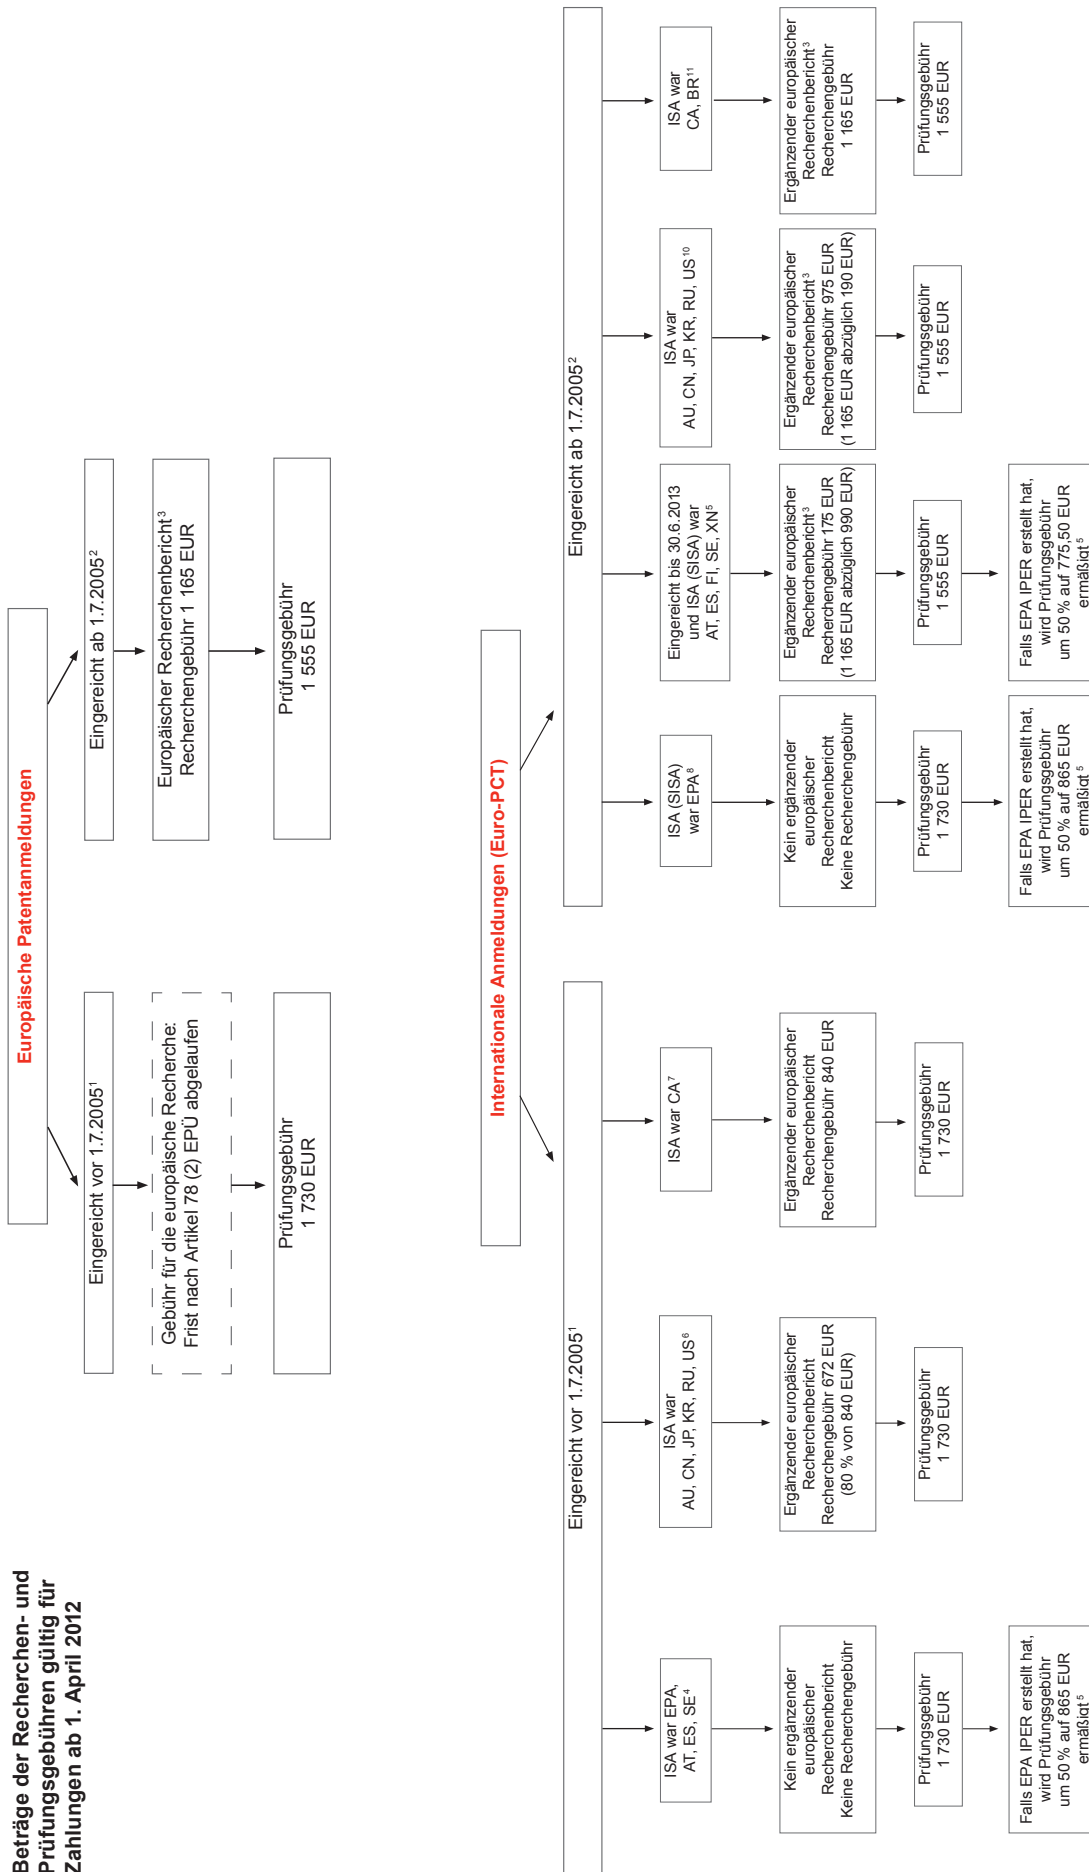 Beträge der Recherchen- und
Prüfungsgebühren gültig für
Zahlungen ab 1. April 2012
Europäische Patentanmeldungen
Eingereicht vor 1.7.2005¹
Gebühr für die europäische Recherche:
Frist nach Artikel 78 (2) EPÜ abgelaufen
Prüfungsgebühr
1 730 EUR
Eingereicht ab 1.7.2005²
Europäischer Recherchenbericht³
Recherchengebühr 1 165 EUR
Prüfungsgebühr
1 555 EUR
Internationale Anmeldungen (Euro-PCT)
Eingereicht vor 1.7.2005¹
ISA war EPA,
AT, ES, SE⁴
Kein ergänzender
europäischer
Recherchenbericht
Keine Recherchengebühr
Prüfungsgebühr
1 730 EUR
Falls EPA IPER erstellt hat,
wird Prüfungsgebühr
um 50 % auf 865 EUR
ermäßigt ⁵
ISA war
AU, CN, JP, KR, RU, US⁶
Ergänzender europäischer
Recherchenbericht
Recherchengebühr 672 EUR
(80 % von 840 EUR)
Prüfungsgebühr
1 730 EUR
ISA war CA⁷
Ergänzender europäischer
Recherchenbericht
Recherchengebühr 840 EUR
Prüfungsgebühr
1 730 EUR
Eingereicht ab 1.7.2005²
ISA (SISA)
war EPA⁸
Kein ergänzender
europäischer
Recherchenbericht
Keine Recherchengebühr
Prüfungsgebühr
1 730 EUR
Falls EPA IPER erstellt hat,
wird Prüfungsgebühr
um 50 % auf 865 EUR
ermäßigt ⁵
Eingereicht bis 30.6.2013
und ISA (SISA) war
AT, ES, FI, SE, XN⁵
Ergänzender europäischer
Recherchenbericht³
Recherchengebühr 175 EUR
(1 165 EUR abzüglich 990 EUR)
Prüfungsgebühr
1 555 EUR
Falls EPA IPER erstellt hat,
wird Prüfungsgebühr
um 50 % auf 775,50 EUR
ermäßigt ⁵
ISA war
AU, CN, JP, KR, RU, US¹⁰
Ergänzender europäischer
Recherchenbericht³
Recherchengebühr 975 EUR
(1 165 EUR abzüglich 190 EUR)
Prüfungsgebühr
1 555 EUR
ISA war
CA, BR¹¹
Ergänzender europäischer
Recherchenbericht³
Recherchengebühr
1 165 EUR
Prüfungsgebühr
1 555 EUR